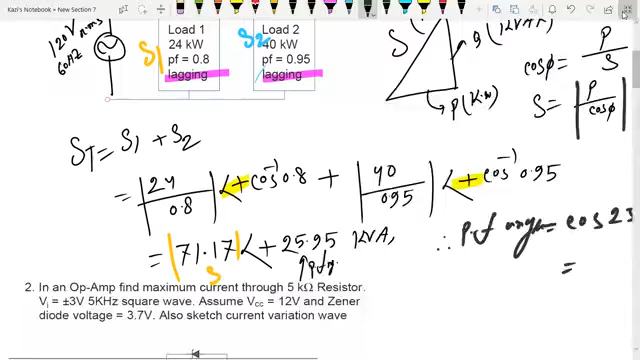 Kazi's Notebook » New Section 7
120V r.m.s
60Hz
S1
Load 1
24 kW
pf = 0.8
lagging
S2
Load 2
40 kW
pf = 0.95
lagging
S
Q (KVAR)
P (K.W)
cosϕ = P/S
S = |P/cosϕ|
ST = S1 + S2
= |24/0.8| ∠ + cos⁻¹ 0.8 + |40/095| ∠ + cos⁻¹ 0.95
= |71.17| ∠ + 25.95 KVA,
S
∴ p.f angle = cos 25
=
2. In an Op-Amp find maximum current through 5 kΩ Resistor.
Vi = ±3V 5KHz square wave. Assume Vcc = 12V and Zener
diode voltage = 3.7V. Also sketch current variation wave